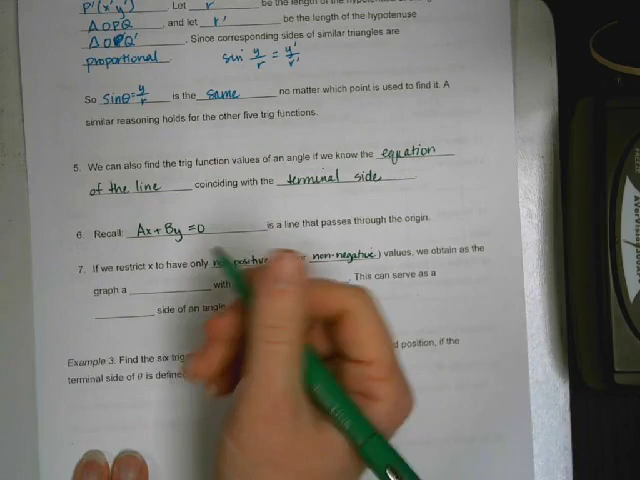 P'(x'y') Let r be the length of the hypotenuse of
ΔOPQ, and let r' be the length of the hypotenuse
ΔOP'Q'. Since corresponding sides of similar triangles are
proportional sin y/r = y'/r'
So sinθ=y/r is the same no matter which point is used to find it. A
similar reasoning holds for the other five trig functions.
5. We can also find the trig function values of an angle if we know the equation
of the line coinciding with the terminal side.
6. Recall: Ax+By=0 is a line that passes through the origin.
7. If we restrict x to have only non-negative) values, we obtain as the
graph a with . This can serve as a
side of an angle
Example 3. Find the six trig d position, if the
terminal side of θ is define